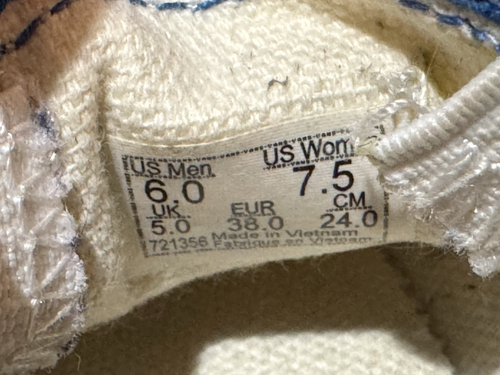 US Men US Wom
6.0 7.5
UK EUR CM
5.0 38.0 24.0
Made in Vietnam
721356 Fabrique en Vietnam